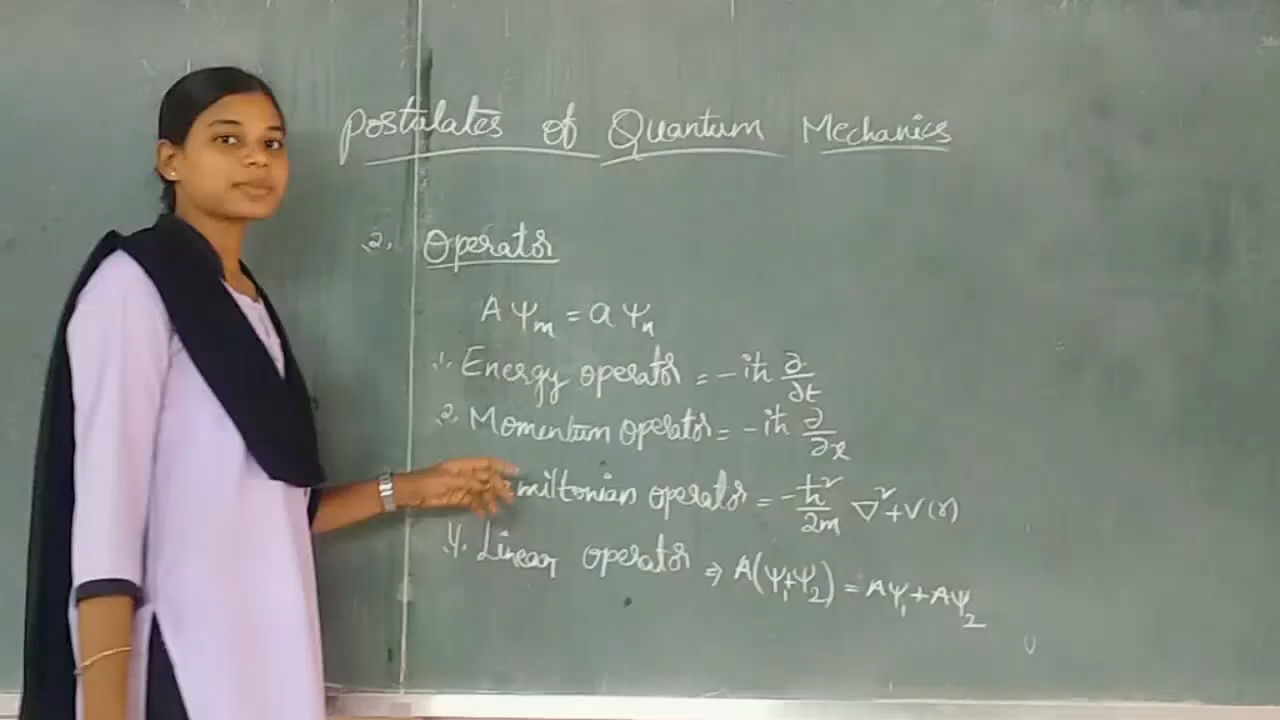 Postulates of Quantum Mechanics
2. Operator
A Ψm = a Ψn
1. Energy operator = -iħ ∂/∂t
2. Momentum operator = -iħ ∂/∂x
miltonian operator = -ħ²/2m ∇²+V(r)
4. Linear operator ⇒ A(Ψ₁+Ψ₂) = AΨ₁+AΨ₂